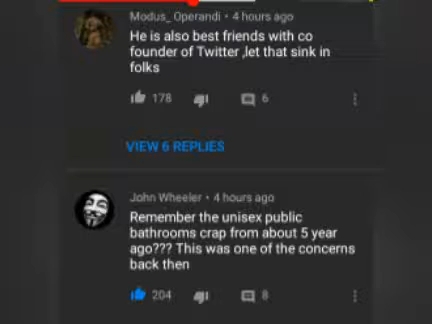 Modus_ Operandi • 4 hours ago
He is also best friends with co
founder of Twitter ,let that sink in
folks
178 6
VIEW 6 REPLIES
John Wheeler • 4 hours ago
Remember the unisex public
bathrooms crap from about 5 year
ago??? This was one of the concerns
back then
204 8